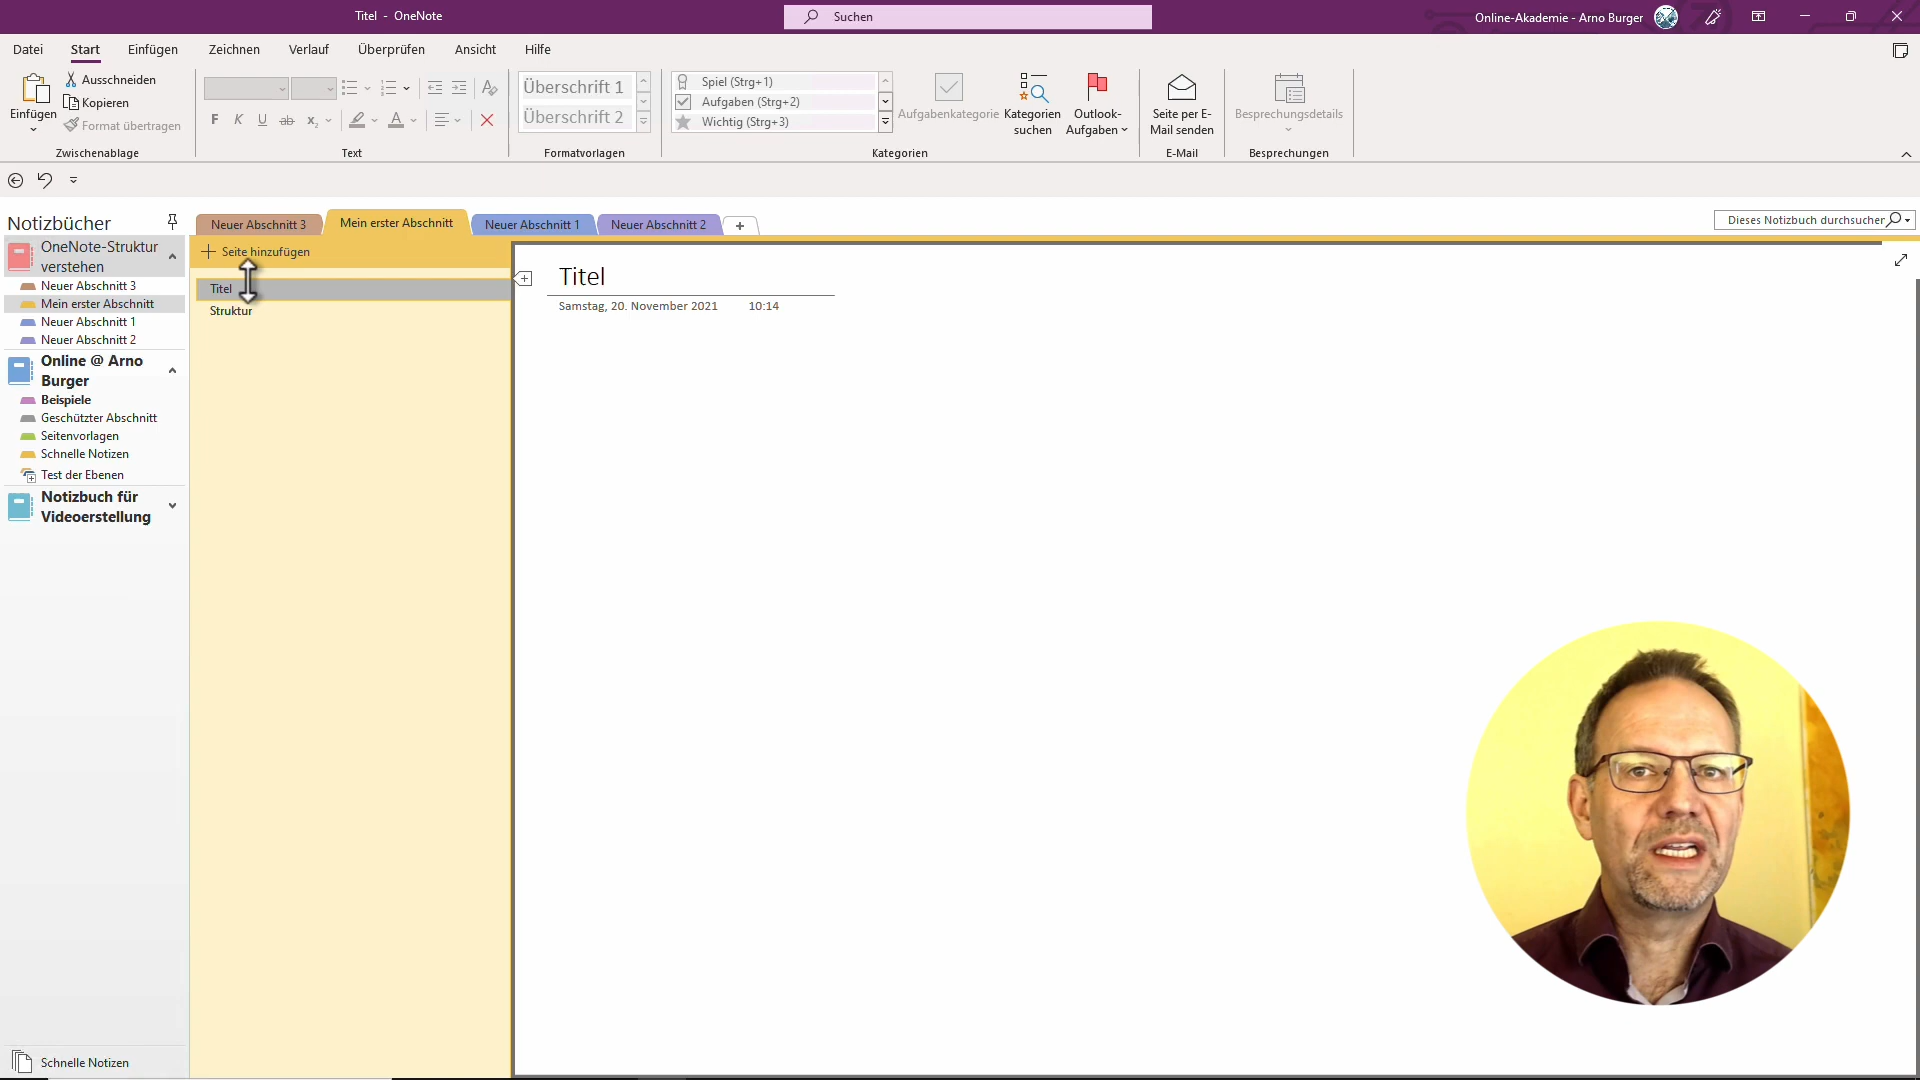 Titel - OneNote
Suchen
Online-Akademie - Arno Burger
Datei
Start
Einfügen
Zeichnen
Verlauf
Überprüfen
Ansicht
Hilfe
Einfügen
Ausschneiden
Kopieren
Format übertragen
Zwischenablage
F K U ab x₂ A
Text
Überschrift 1
Überschrift 2
Formatvorlagen
Spiel (Strg+1)
Aufgaben (Strg+2)
Wichtig (Strg+3)
Aufgabenkategorie
Kategorien
suchen
Outlook-
Aufgaben
Kategorien
Seite per E-
Mail senden
E-Mail
Besprechungsdetails
Besprechungen
Notizbücher
OneNote-Struktur
verstehen
Neuer Abschnitt 3
Mein erster Abschnitt
Neuer Abschnitt 1
Neuer Abschnitt 2
Online @ Arno
Burger
Beispiele
Geschützter Abschnitt
Seitenvorlagen
Schnelle Notizen
Test der Ebenen
Notizbuch für
Videoerstellung
Schnelle Notizen
Neuer Abschnitt 3
Mein erster Abschnitt
Neuer Abschnitt 1
Neuer Abschnitt 2
Dieses Notizbuch durchsuchen
Seite hinzufügen
Titel
Struktur
Titel
Samstag, 20. November 2021 10:14